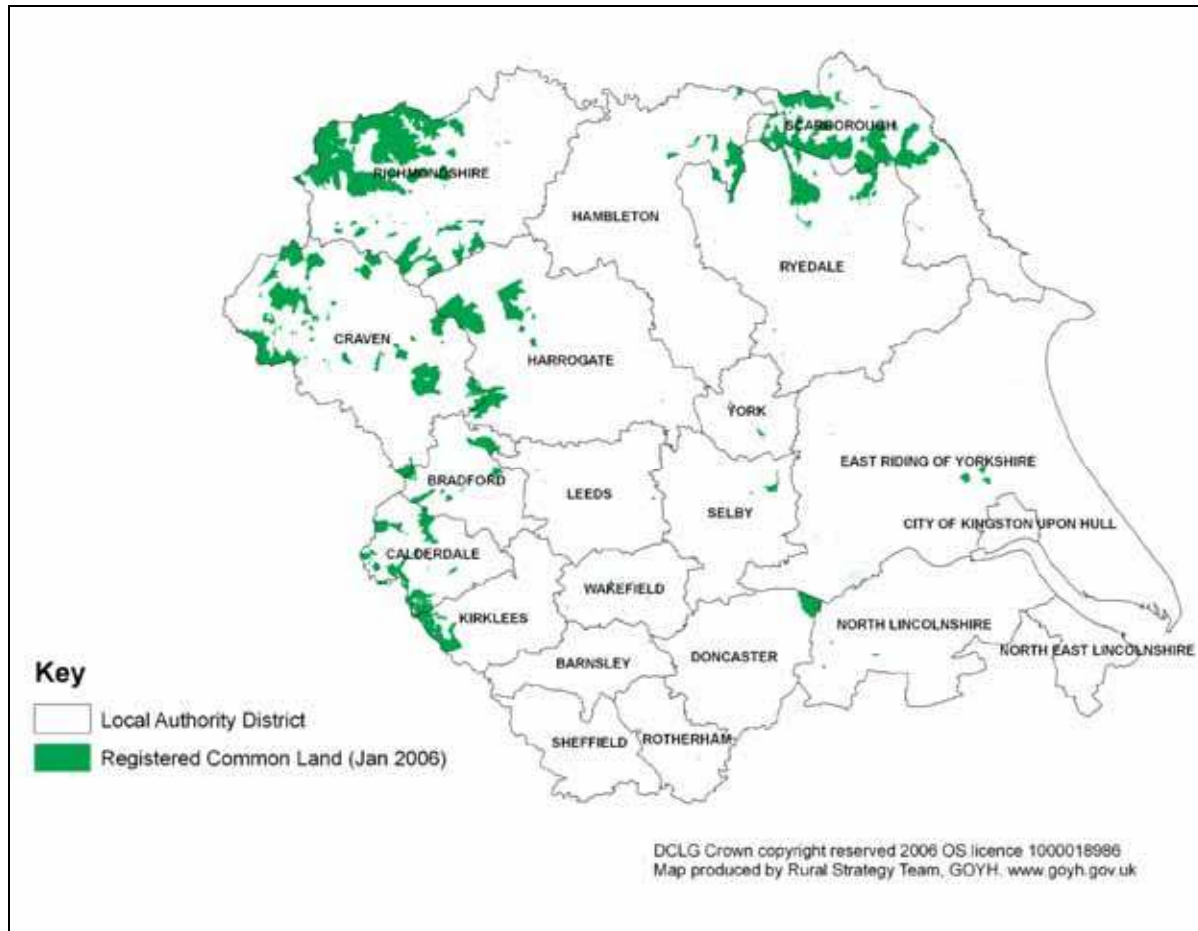 SCARBOROUGH
RICHMONDSHIRE
HAMBLETON
RYEDALE
CRAVEN
HARROGATE
YORK
EAST RIDING OF YORKSHIRE
BRADFORD
LEEDS
SELBY
CITY OF KINGSTON UPON HULL
CALDERDALE
WAKEFIELD
KIRKLEES
NORTH LINCOLNSHIRE
NORTH EAST LINCOLNSHIRE
BARNSLEY
DONCASTER
SHEFFIELD
ROTHERHAM
Key
Local Authority District
Registered Common Land (Jan 2006)
DCLG Crown copyright reserved 2006 OS licence 1000018986
Map produced by Rural Strategy Team, GOYH. www.goyh.gov.uk